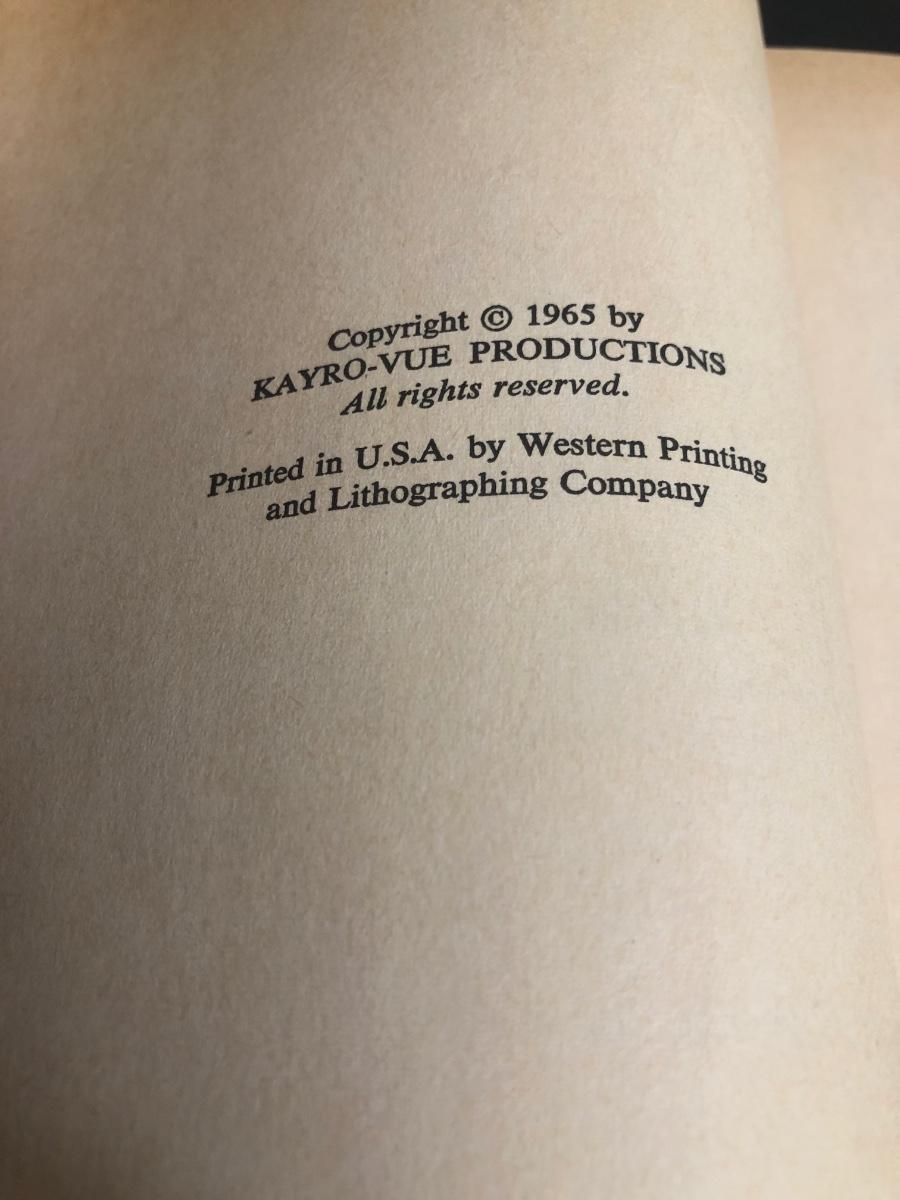 Copyright © 1965 by
KAYRO-VUE PRODUCTIONS
All rights reserved.
Printed in U.S.A. by Western Printing
and Lithographing Company